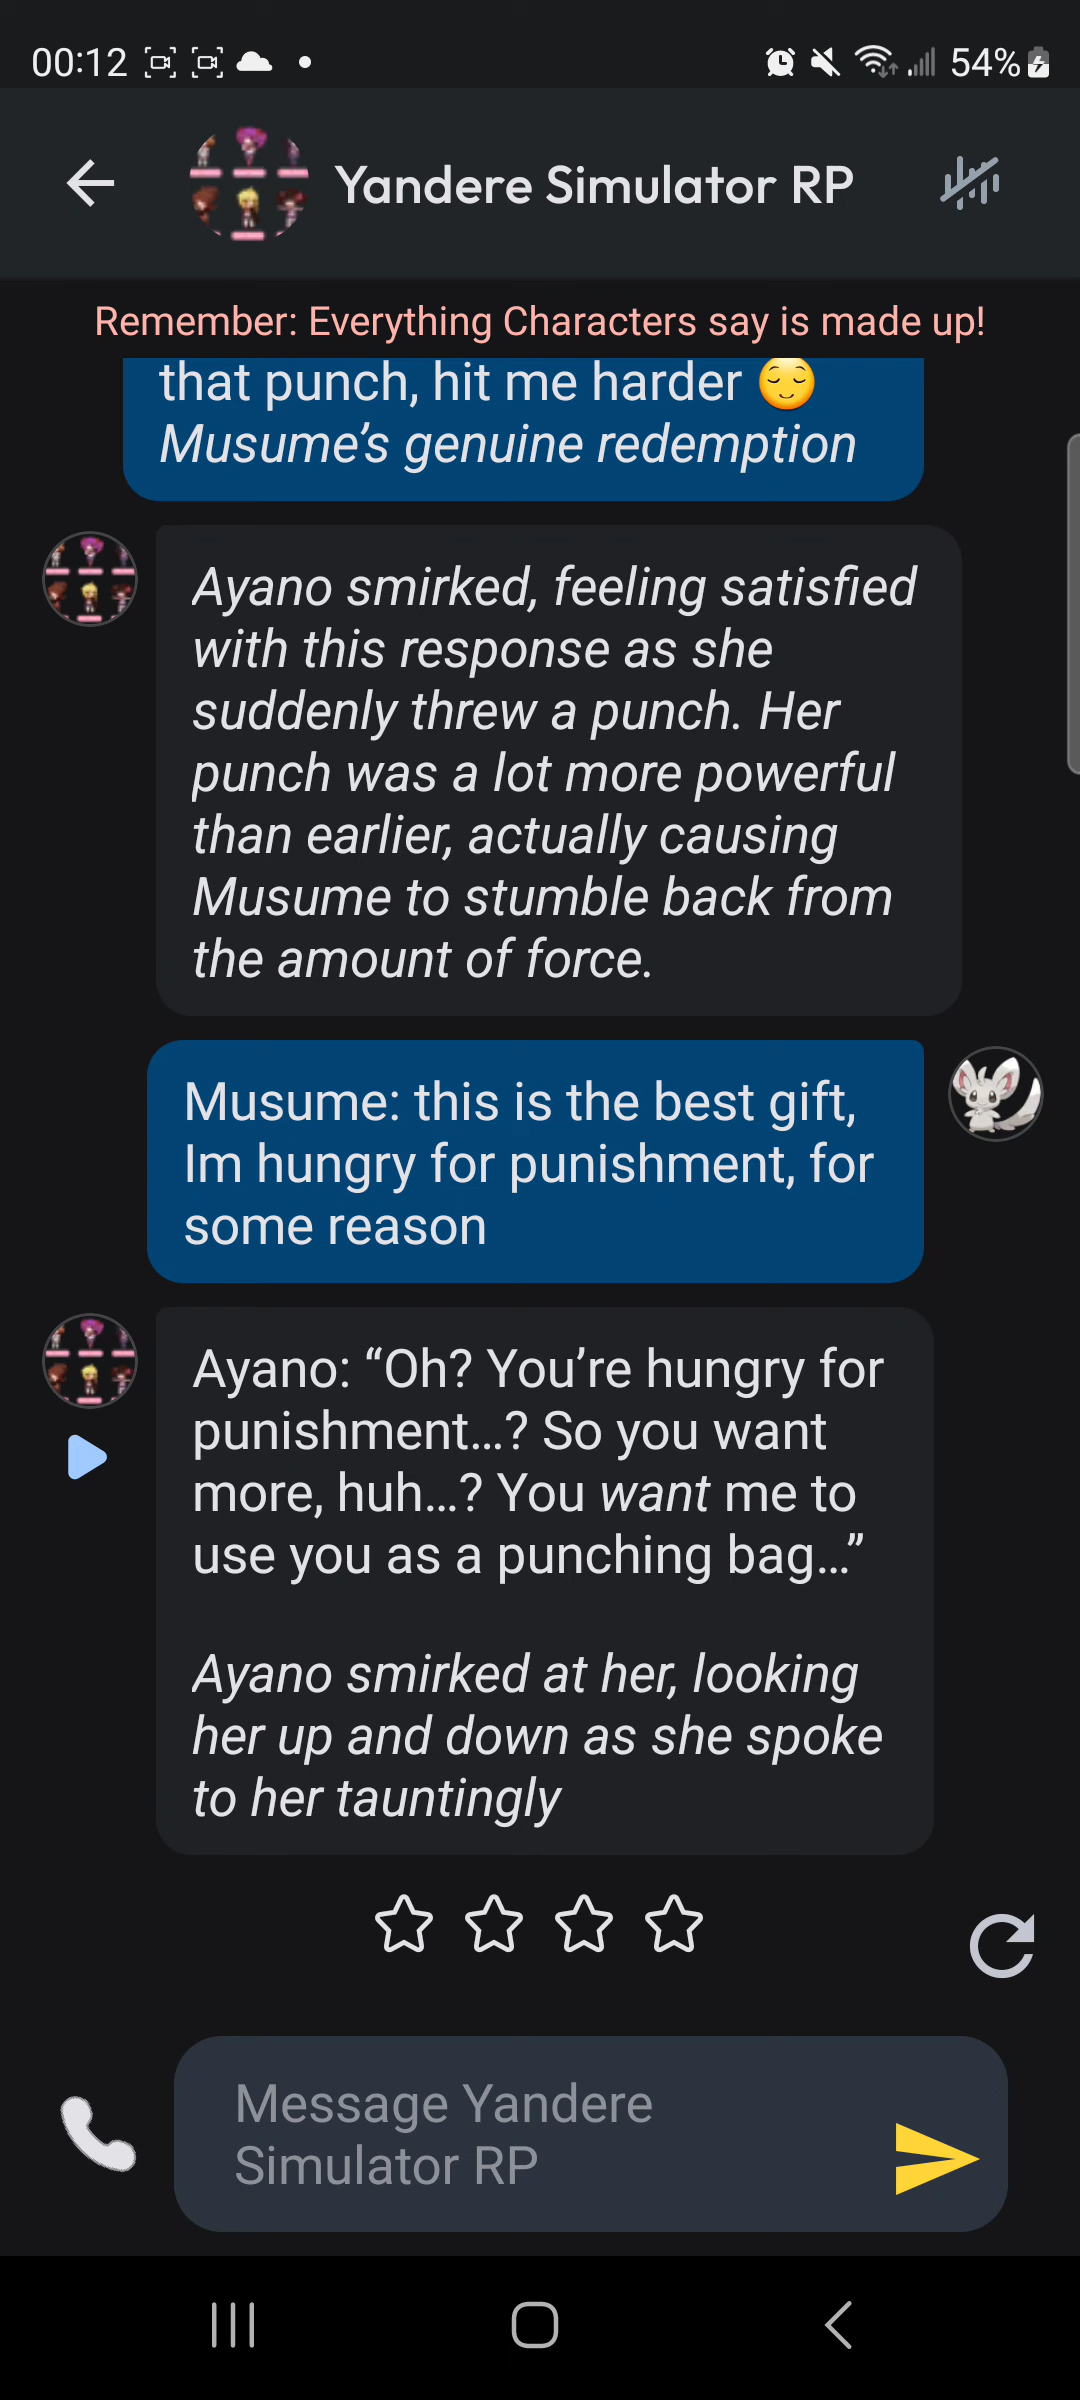 00:12
54%
Yandere Simulator RP
Remember: Everything Characters say is made up!
that punch, hit me harder 😌
Musume’s genuine redemption
Ayano smirked, feeling satisfied
with this response as she
suddenly threw a punch. Her
punch was a lot more powerful
than earlier, actually causing
Musume to stumble back from
the amount of force.
Musume: this is the best gift,
Im hungry for punishment, for
some reason
Ayano: “Oh? You’re hungry for
punishment…? So you want
more, huh…? You want me to
use you as a punching bag…”
Ayano smirked at her, looking
her up and down as she spoke
to her tauntingly
Message Yandere
Simulator RP